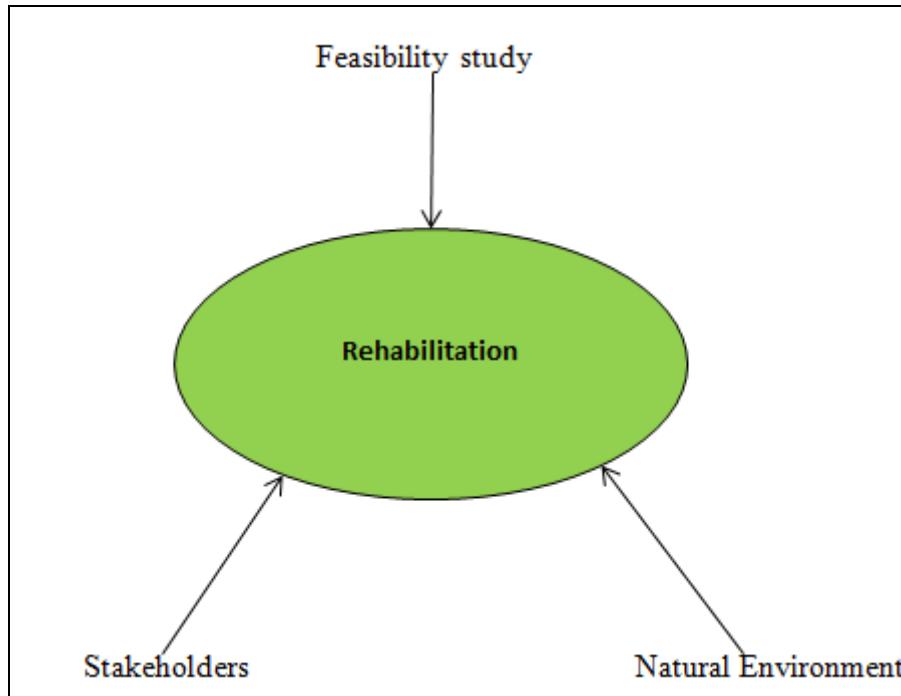 Feasibility study
Rehabilitation
Stakeholders
Natural Environment